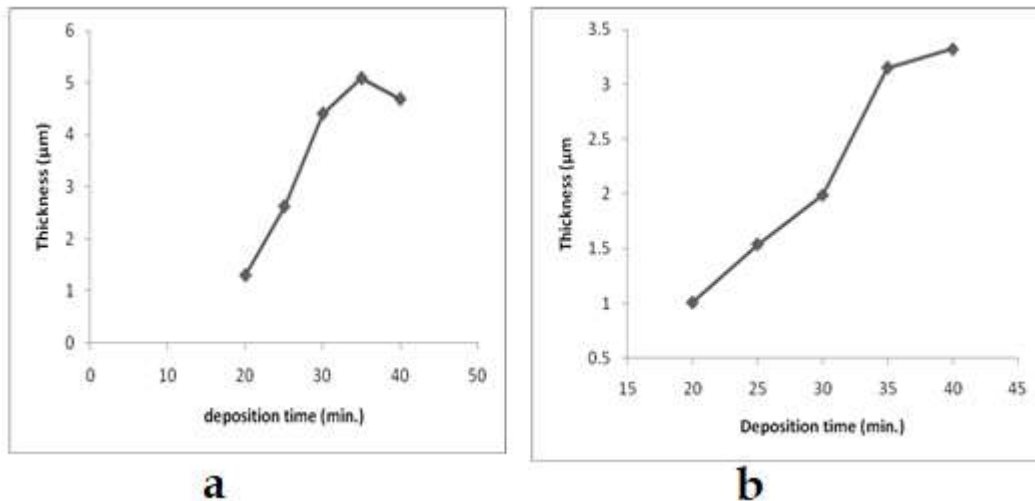 6
5
4
3
2
1
0
Thickness (µm)
0 10 20 30 40 50
deposition time (min.)
a
3.5
3
2.5
2
1.5
1
0.5
Thickness (µm
15 20 25 30 35 40 45
Deposition time (min.)
b